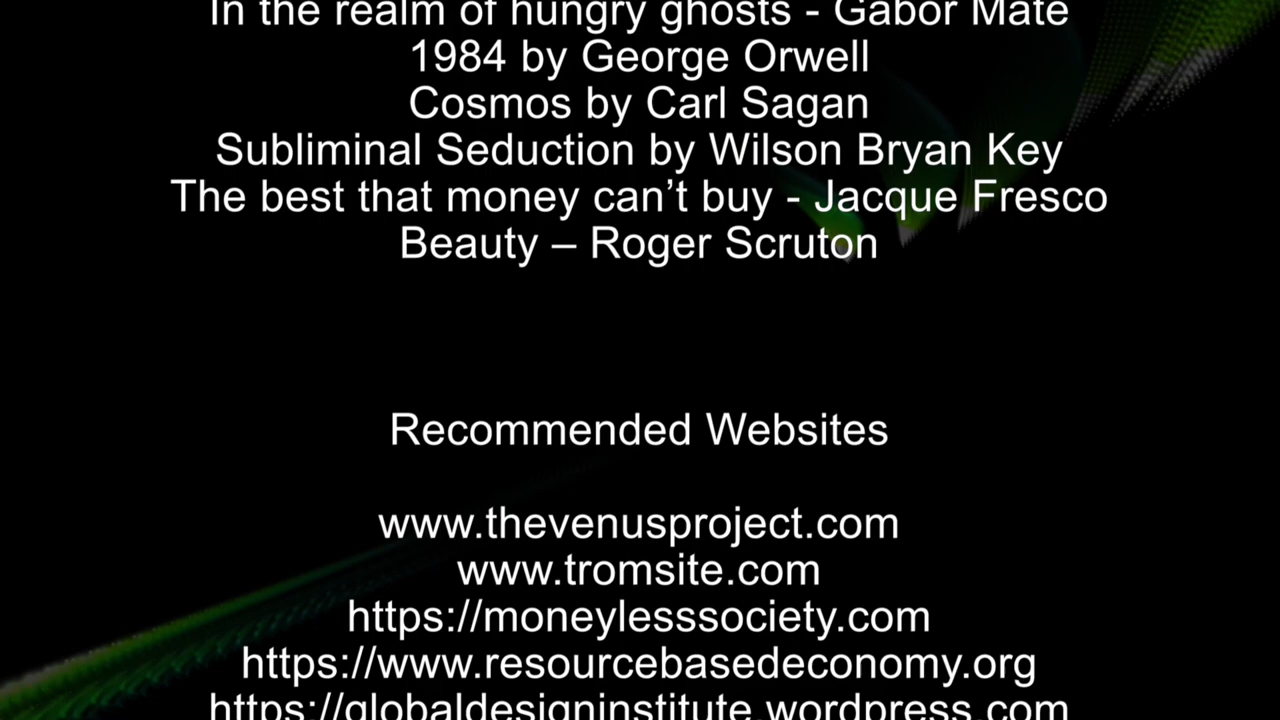 In the realm of hungry ghosts - Gabor Mate
1984 by George Orwell
Cosmos by Carl Sagan
Subliminal Seduction by Wilson Bryan Key
The best that money can’t buy - Jacque Fresco
Beauty – Roger Scruton
Recommended Websites
www.thevenusproject.com
www.tromsite.com
https://moneylesssociety.com
https://www.resourcebasedeconomy.org
https://globaldesigninstitute.wordpress.com